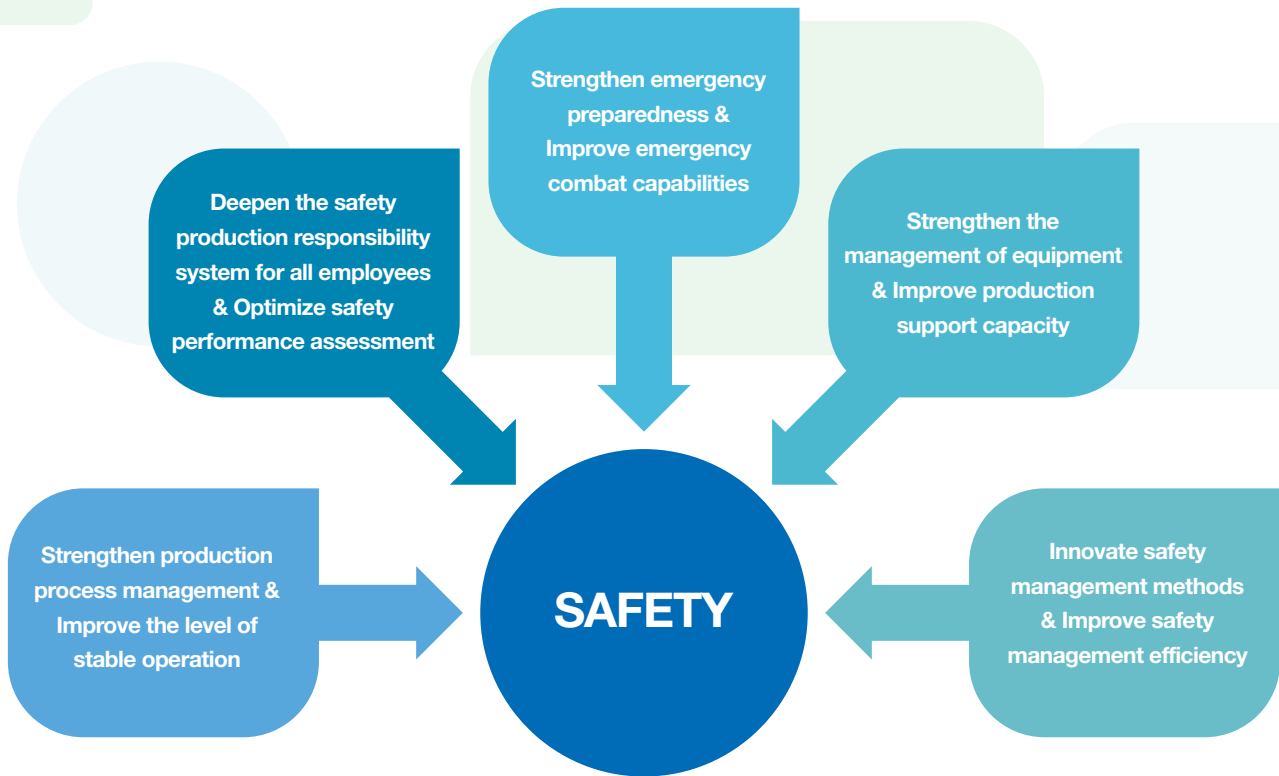 Strengthen emergency
preparedness &
Improve emergency
combat capabilities
Deepen the safety
production responsibility
system for all employees
& Optimize safety
performance assessment
Strengthen the
management of equipment
& Improve production
support capacity
Strengthen production
process management &
Improve the level of
stable operation
SAFETY
Innovate safety
management methods
& Improve safety
management efficiency